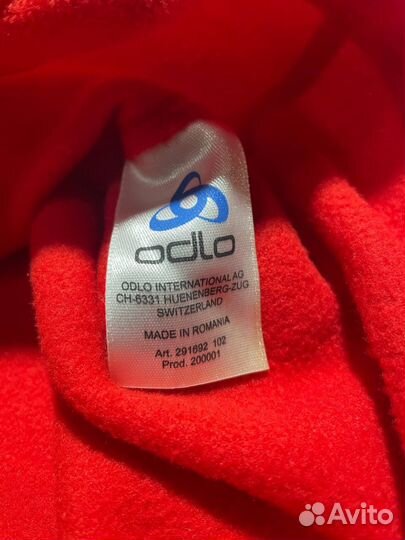 odlo
ODLO INTERNATIONAL AG
CH-6331 HUENENBERG-ZUG
SWITZERLAND
MADE IN ROMANIA
Art. 291692 102
Prod. 200001
Avito